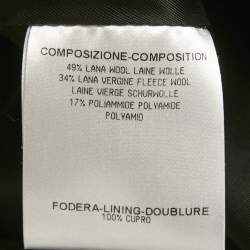 COMPOSIZIONE-COMPOSITION
49% LANA WOOL LAINE WOLLE
34% LANA VERGINE FLEECE WOOL
LAINE VIERGE SCHURWOLLE
17% POLIAMMIDE POLYAMIDE
POLYAMID
FODERA-LINING-DOUBLURE
100% CUPRO